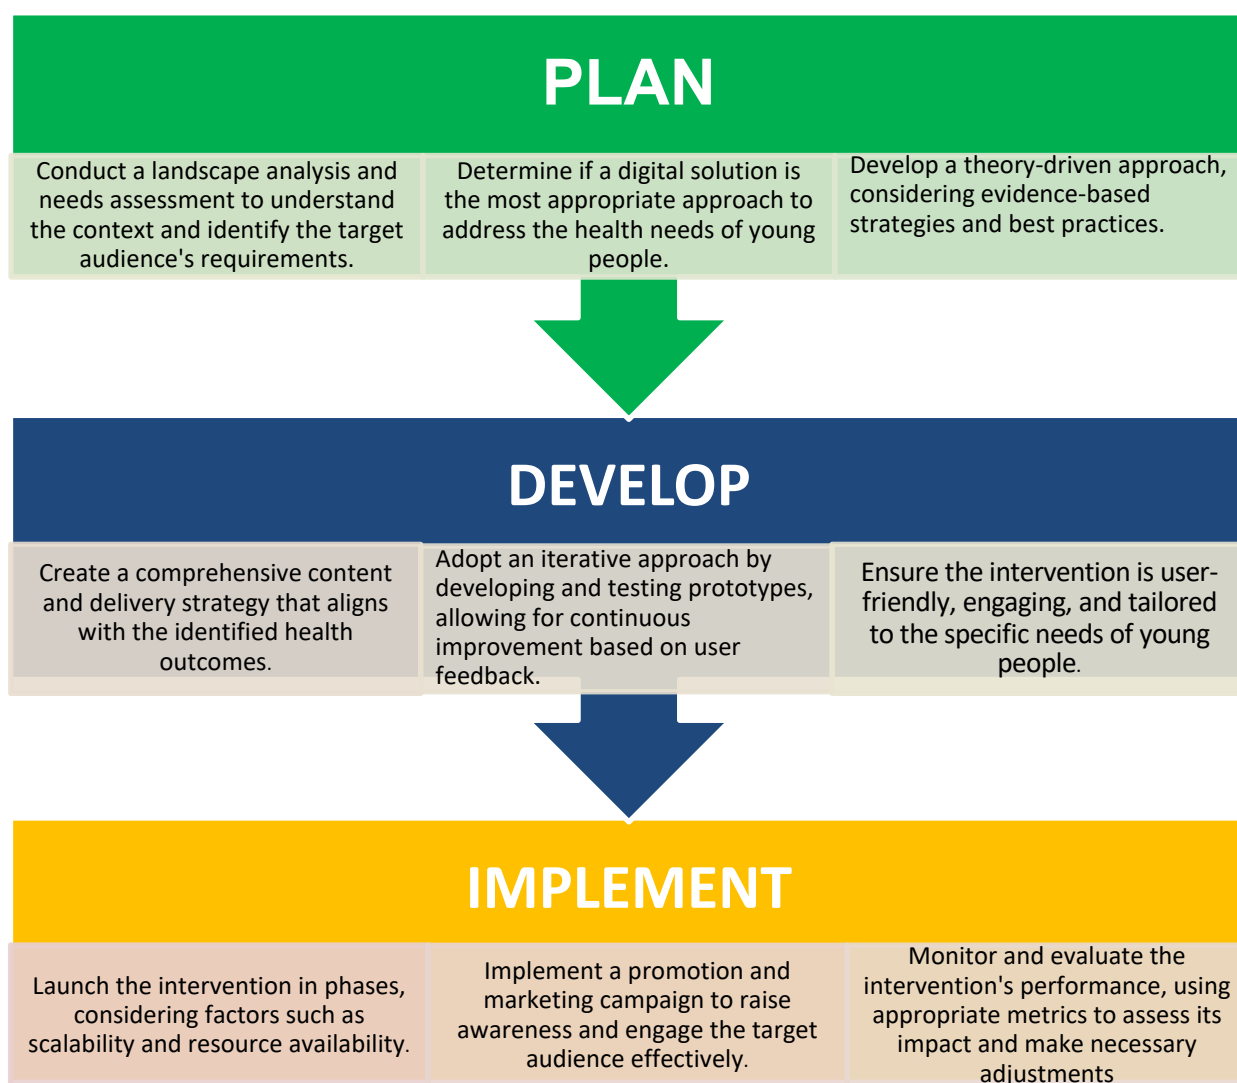 PLAN
Conduct a landscape analysis and
needs assessment to understand
the context and identify the target
audience's requirements.
Determine if a digital solution is
the most appropriate approach to
address the health needs of young
people.
Develop a theory-driven approach,
considering evidence-based
strategies and best practices.
DEVELOP
Create a comprehensive content
and delivery strategy that aligns
with the identified health
outcomes.
Adopt an iterative approach by
developing and testing prototypes,
allowing for continuous
improvement based on user
feedback.
Ensure the intervention is user-
friendly, engaging, and tailored
to the specific needs of young
people.
IMPLEMENT
Launch the intervention in phases,
considering factors such as
scalability and resource availability.
Implement a promotion and
marketing campaign to raise
awareness and engage the target
audience effectively.
Monitor and evaluate the
intervention's performance, using
appropriate metrics to assess its
impact and make necessary
adjustments